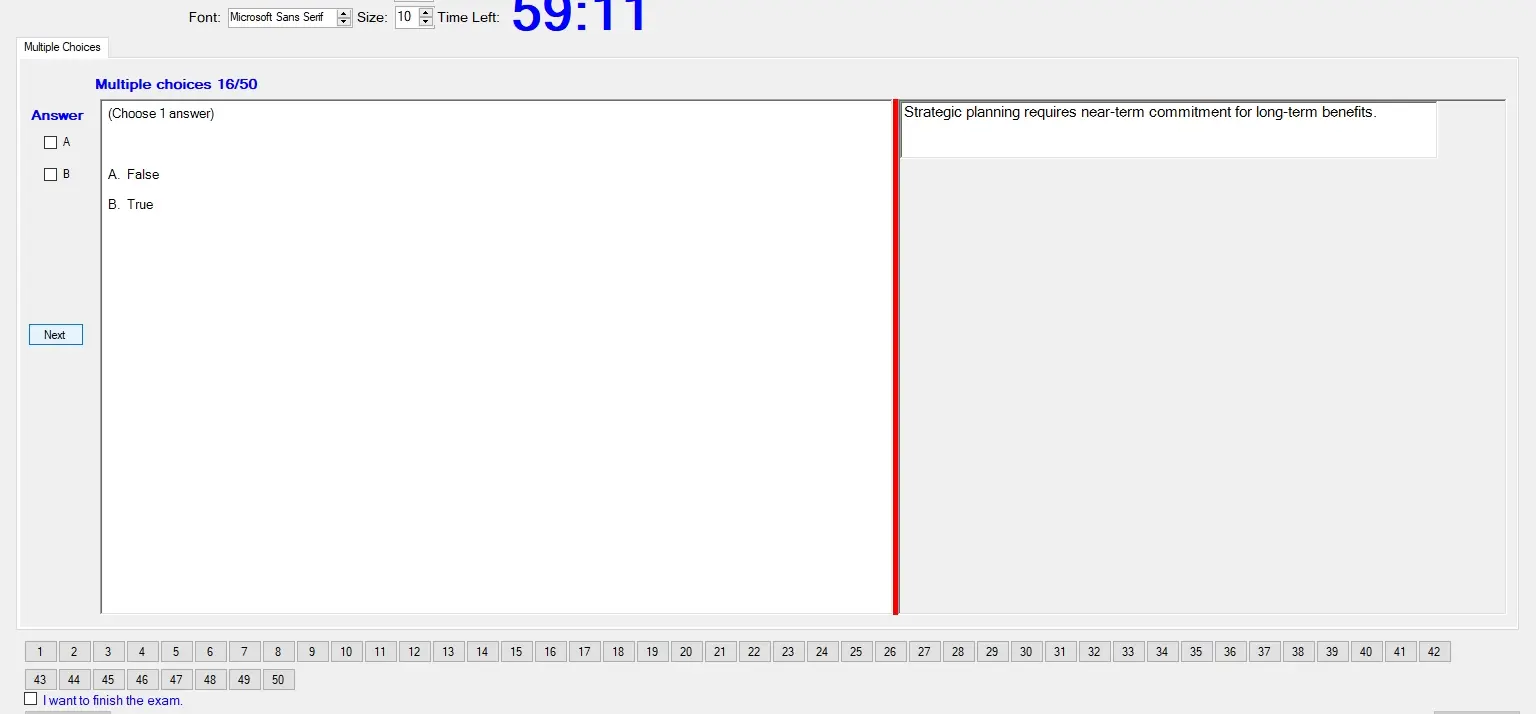 Font: Microsoft Sans Serif Size: 10 Time Left: 59:11
Multiple Choices
Multiple choices 16/50
Answer
(Choose 1 answer)
Strategic planning requires near-term commitment for long-term benefits.
A
B
A. False
B. True
Next
1 2 3 4 5 6 7 8 9 10 11 12 13 14 15 16 17 18 19 20 21 22 23 24 25 26 27 28 29 30 31 32 33 34 35 36 37 38 39 40 41 42
43 44 45 46 47 48 49 50
I want to finish the exam.